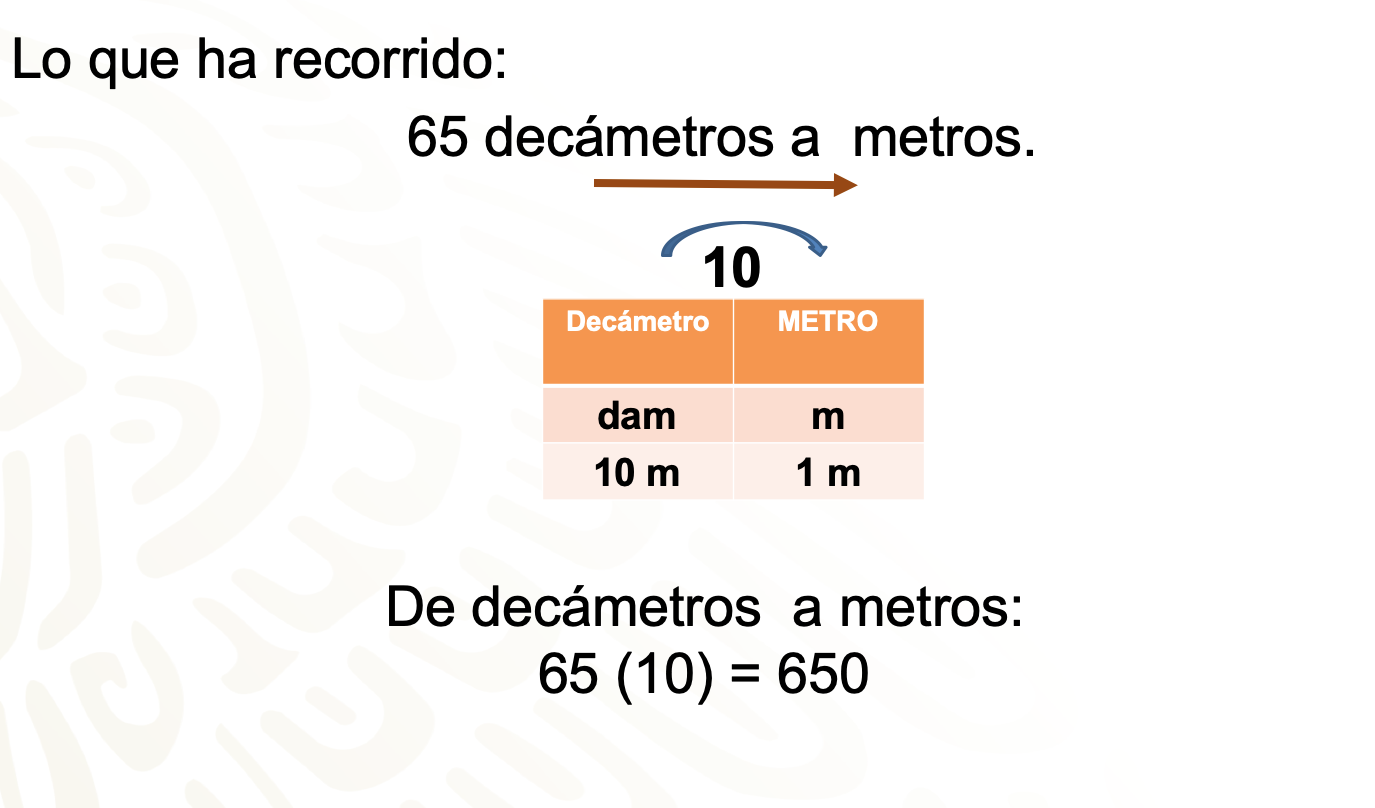 Lo que ha recorrido:
65 decámetros a metros.
10
Decámetro METRO
dam m
10 m 1 m
De decámetros a metros:
65 (10) = 650